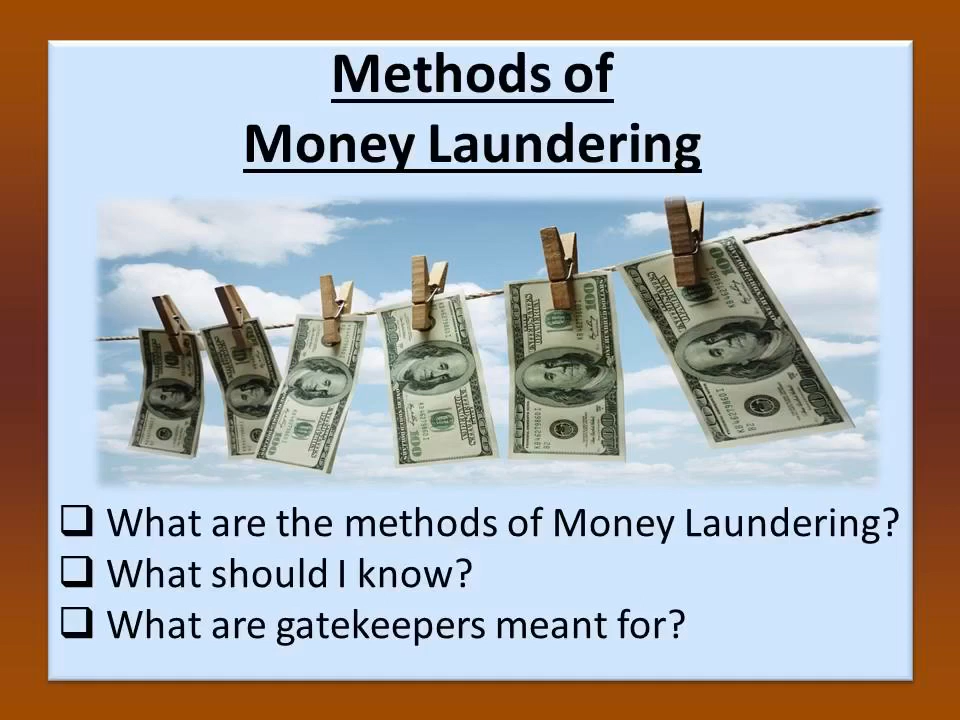 Methods of
Money Laundering
What are the methods of Money Laundering?
What should I know?
What are gatekeepers meant for?